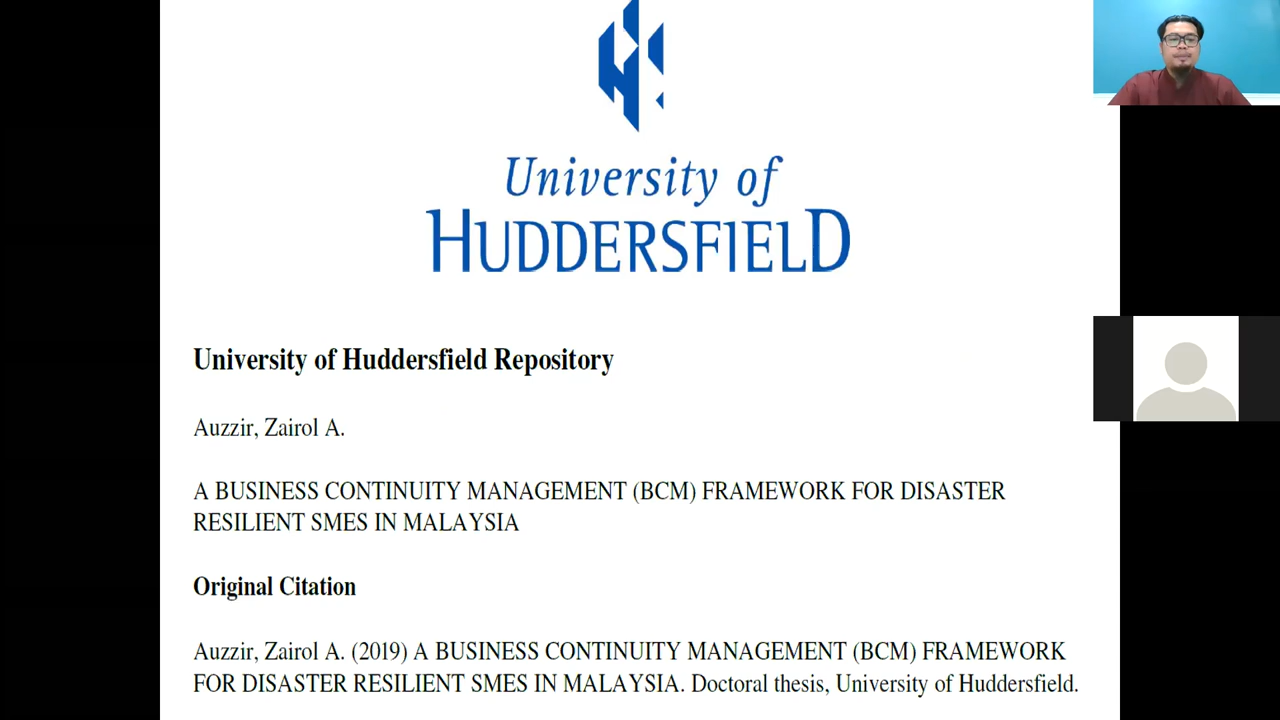 University of
HUDDERSFIELD
University of Huddersfield Repository
Auzzir, Zairol A.
A BUSINESS CONTINUITY MANAGEMENT (BCM) FRAMEWORK FOR DISASTER
RESILIENT SMES IN MALAYSIA
Original Citation
Auzzir, Zairol A. (2019) A BUSINESS CONTINUITY MANAGEMENT (BCM) FRAMEWORK
FOR DISASTER RESILIENT SMES IN MALAYSIA. Doctoral thesis, University of Huddersfield.